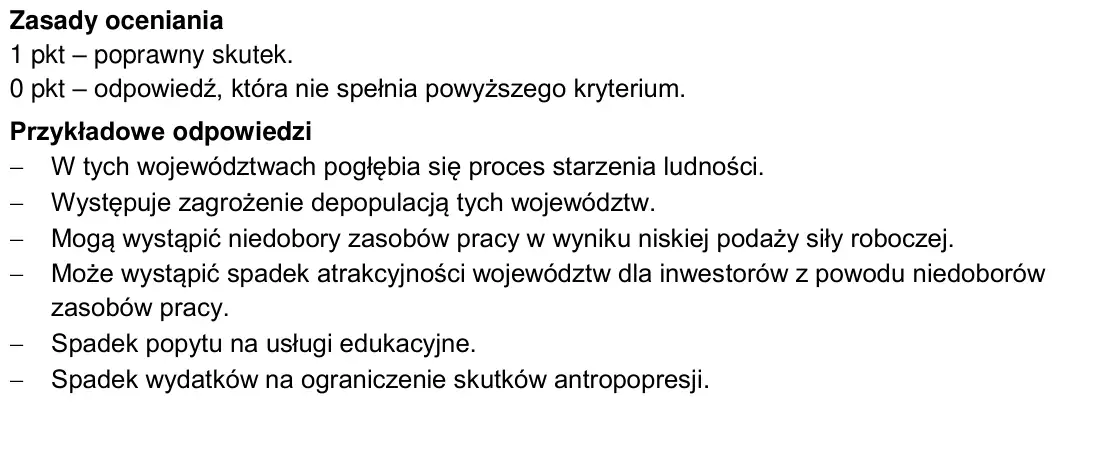 Zasady oceniania
1 pkt – poprawny skutek.
0 pkt – odpowiedź, która nie spełnia powyższego kryterium.
Przykładowe odpowiedzi
– W tych województwach pogłębia się proces starzenia ludności.
– Występuje zagrożenie depopulacją tych województw.
– Mogą wystąpić niedobory zasobów pracy w wyniku niskiej podaży siły roboczej.
– Może wystąpić spadek atrakcyjności województw dla inwestorów z powodu niedoborów
zasobów pracy.
– Spadek popytu na usługi edukacyjne.
– Spadek wydatków na ograniczenie skutków antropopresji.